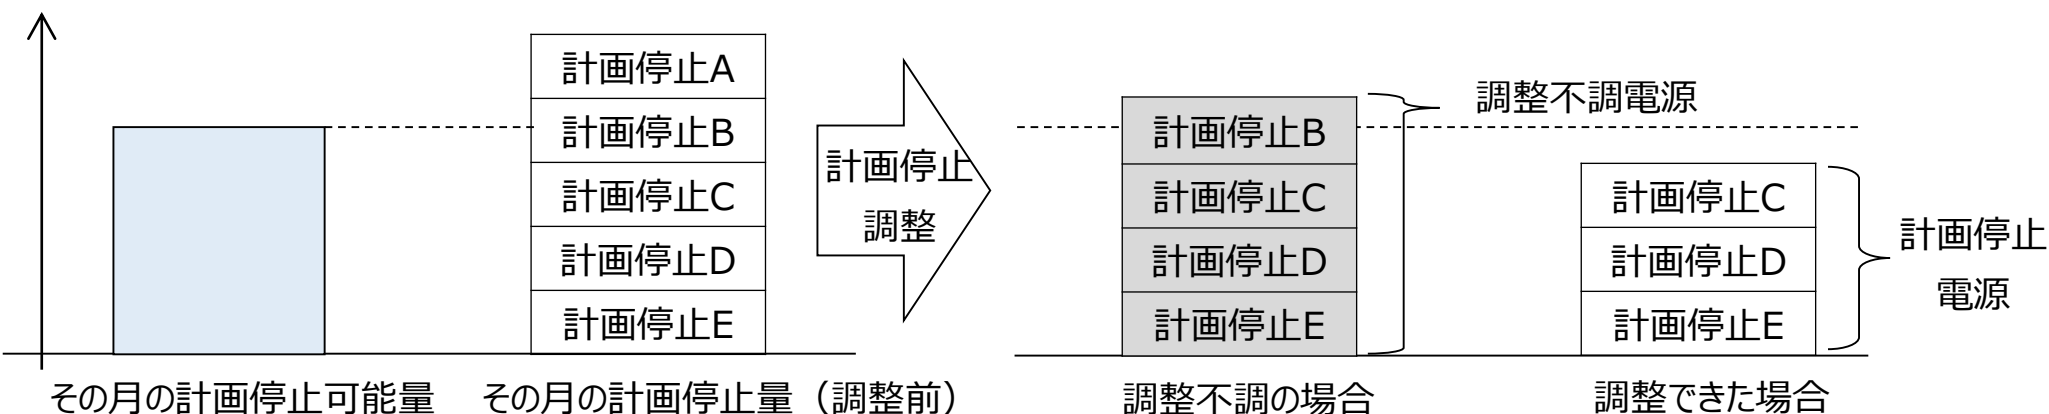 計画停止A
計画停止B
計画停止C
計画停止D
計画停止E
その月の計画停止可能量
その月の計画停止量（調整前）
計画停止
調整
計画停止B
計画停止C
計画停止D
計画停止E
調整不調電源
調整不調の場合
計画停止C
計画停止D
計画停止E
計画停止
電源
調整できた場合